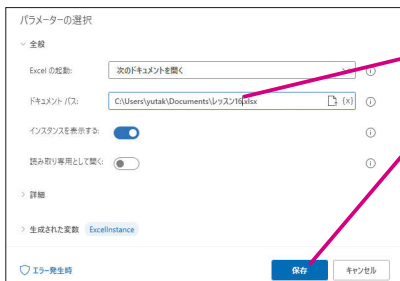 パラメーターの選択
全般
Excel の起動: 次のドキュメントを開く
ドキュメント パス: C:\Users\yutak\Documents\レッスン16.xlsx {x}
インスタンスを表示する:
読み取り専用として開く:
詳細
生成された変数 ExcelInstance
エラー発生時 保存 キャンセル